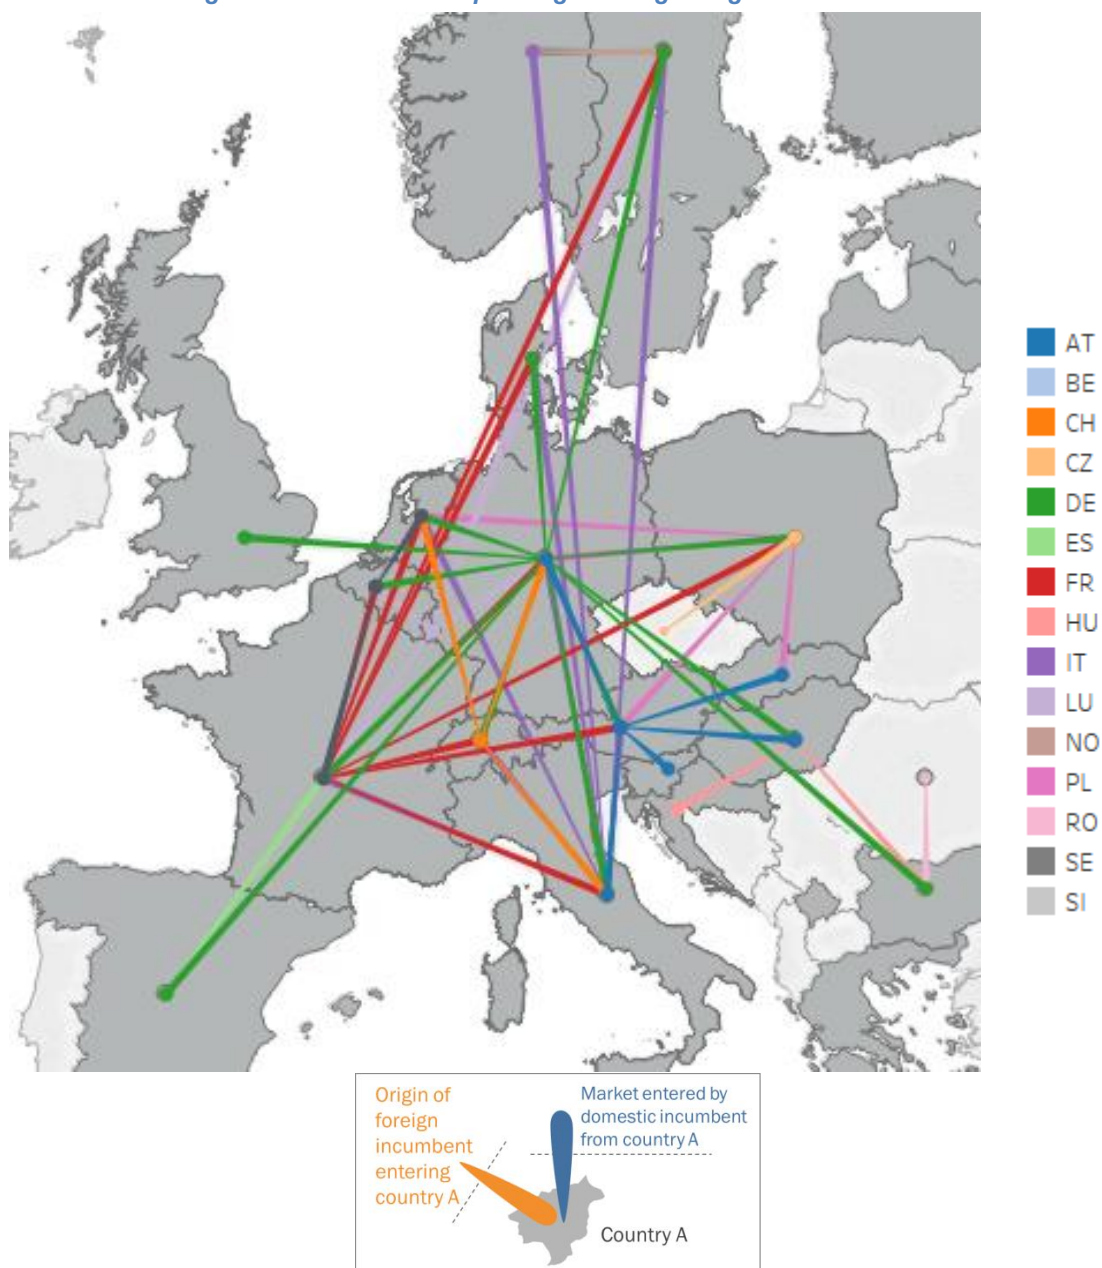 AT
BE
CH
CZ
DE
ES
FR
HU
IT
LU
NO
PL
RO
SE
SI
Origin of
foreign
incumbent
entering
country A
Market entered by
domestic incumbent
from country A
Country A